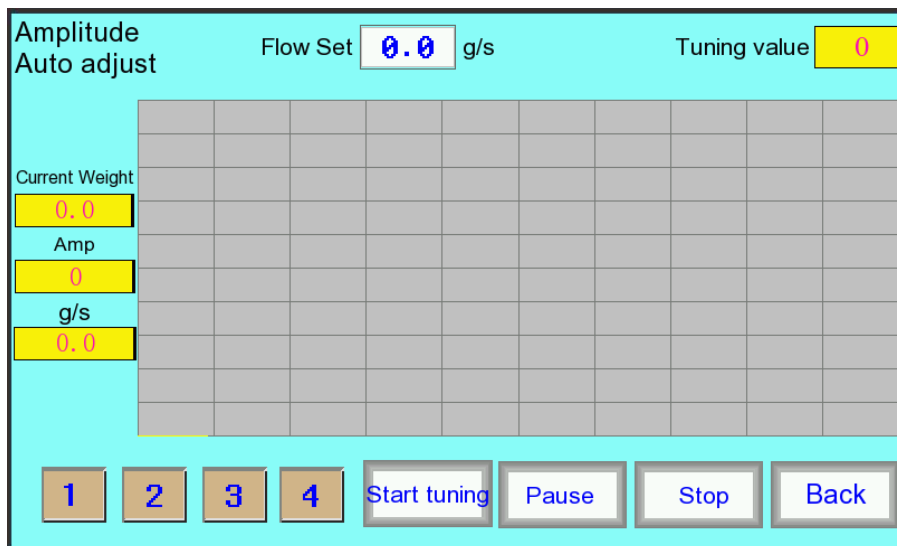 Amplitude
Auto adjust
Flow Set 0.0 g/s
Tuning value 0
Current Weight
0.0
Amp
0
g/s
0.0
1 2 3 4 Start tuning Pause Stop Back